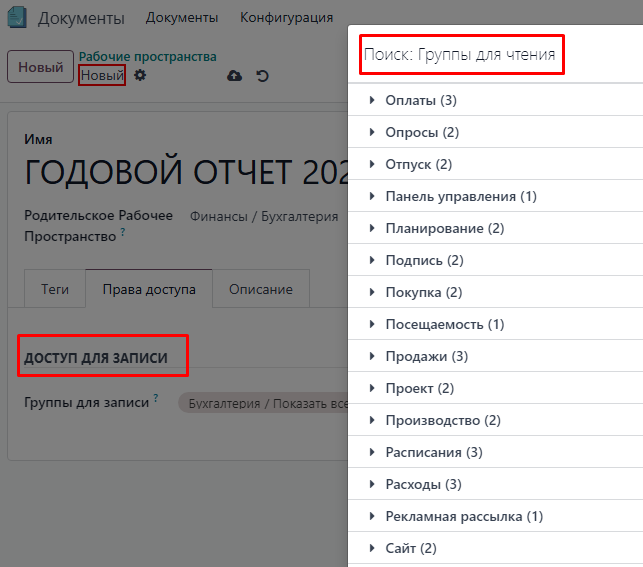 Документы Документы Конфигурация
Новый
Рабочие пространства
Новый
Имя
ГОДОВОЙ ОТЧЕТ 202
Родительское Рабочее Пространство ? Финансы / Бухгалтерия
Теги Права доступа Описание
ДОСТУП ДЛЯ ЗАПИСИ
Группы для записи ? Бухгалтерия / Показать все
Поиск: Группы для чтения
Оплаты (3)
Опросы (2)
Отпуск (2)
Панель управления (1)
Планирование (2)
Подпись (2)
Покупка (2)
Посещаемость (1)
Продажи (3)
Проект (2)
Производство (2)
Расписания (3)
Расходы (3)
Рекламная рассылка (1)
Сайт (2)